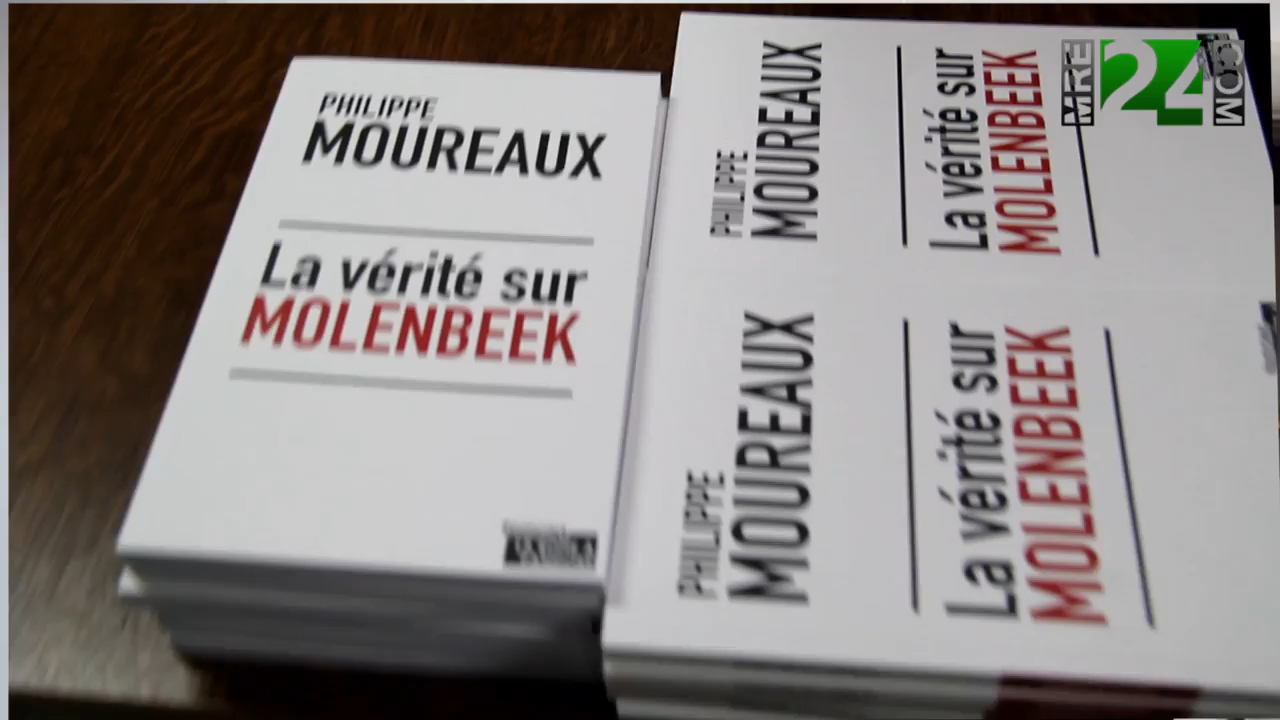 PHILIPPE
MOUREAUX
La vérité sur
MOLENBEEK
PHILIPPE
MOUREAUX
La vérité sur
MOLENBEEK
PHILIPPE
MOUREAUX
La vérité sur
MOLENBEEK
MRE
24
COM